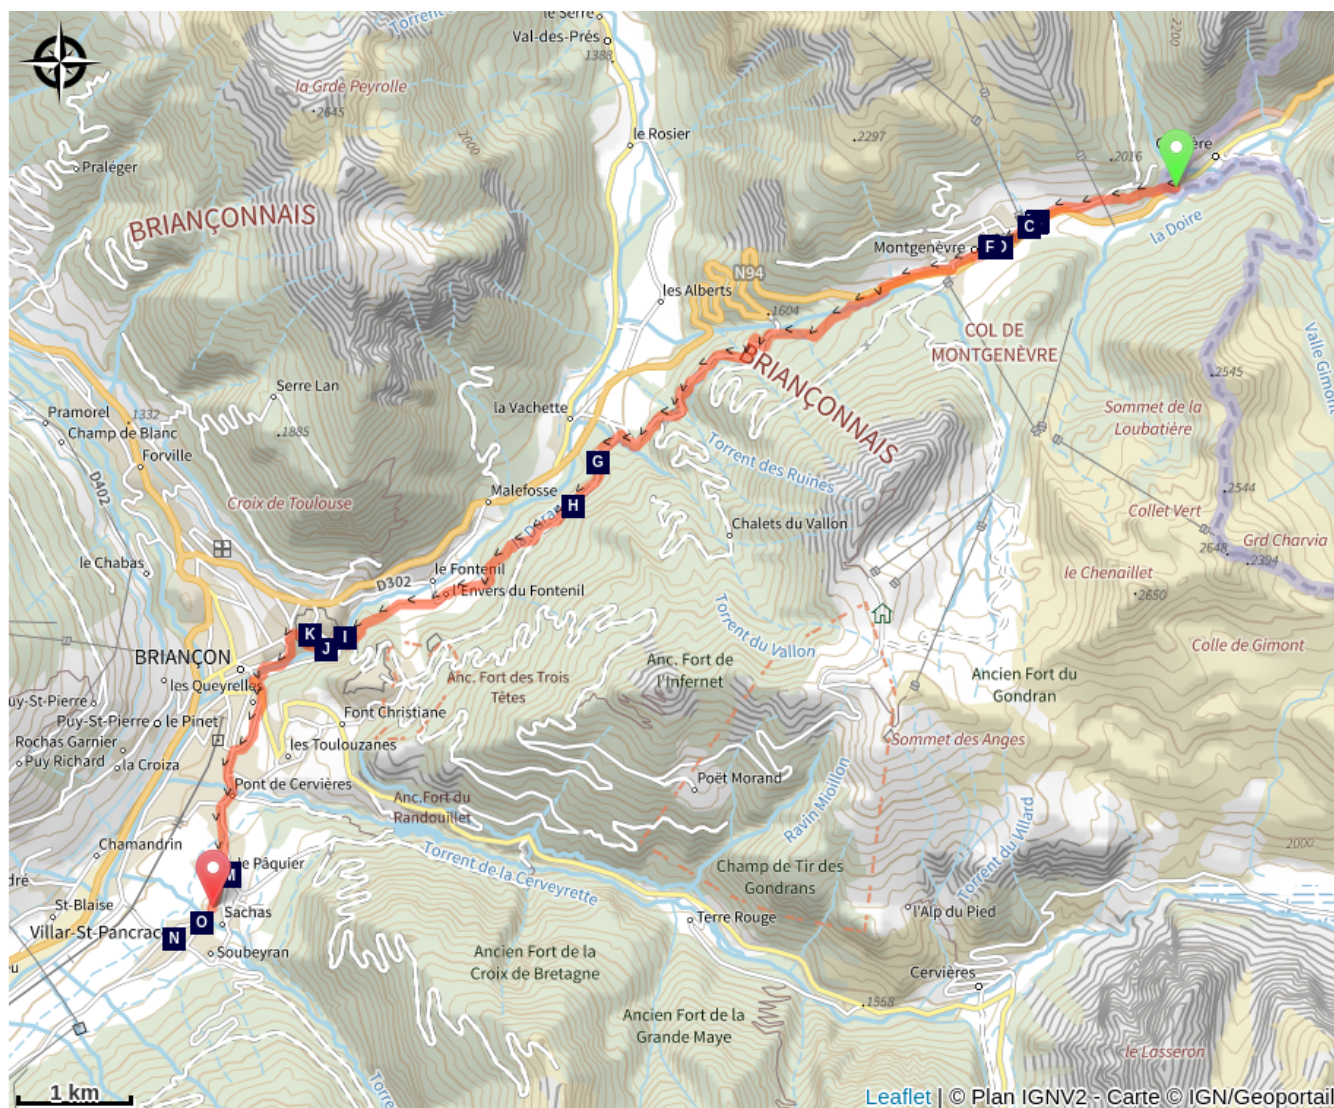 le Serre
Torrent
Val-des-Prés
1388
2200
la Grde Peyrolle
2645
2000
2297
le Rosier
Praléger
2016
BRIANÇONNAIS
la Doire
C
Montgenèvre
F
N94
les Alberts
1604
COL DE
MONTGENÈVRE
BRIANÇONNAIS
2545
Serre Lan
la Vachette
Pramorel
1332
Champ de Blanc
1885
Forville
Sommet de la
Loubatière
Torrent des Ruines
G
D402
Malefosse
2544
Croix de Toulouse
H
Collet Vert
Chalets du Vallon
Grd Charvia
2648
2394
le Chabas
le Fontenil
D302
l'Envers du Fontenil
le Chenaillet
2650
Torrent du Vallon
K
I
J
BRIANÇON
Colle de Gimont
Anc. Fort de
l'Infernet
les Queyrelles
Anc. Fort des Trois
Têtes
Ancien Fort du
Gondran
uy-St-Pierre
Puy-St-Pierre
le Pinet
Font Christiane
Rochas Garnier
les Toulouzanes
Sommet des Anges
Puy Richard
la Croiza
Pont de Cervières
Poët Morand
Ravin Mioillon
Anc.Fort du
Randouillet
Chamandrin
Torrent de la Cerveyrette
Champ de Tir des
Gondrans
2000
le Pâquier
M
St-Blaise
Sachas
Terre Rouge
l'Alp du Pied
O
Villar-St-Pancrac
N
Soubeyran
Ancien Fort de la
Croix de Bretagne
Cervières
1558
Ancien Fort de la
Grande Maye
le Lasseron
1 km
Leaflet | © Plan IGNV2 - Carte © IGN/Geoportail